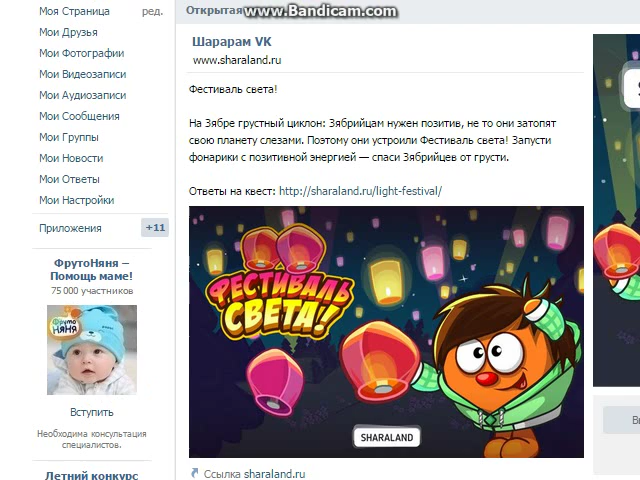 www.Bandicam.com
Моя Страница
ред.
Мои Друзья
Мои Фотографии
Мои Видеозаписи
Мои Аудиозаписи
Мои Сообщения
Мои Группы
Мои Новости
Мои Ответы
Мои Настройки
Приложения
+11
ФрутоНяня –
Помощь маме!
75 000 участников
Фруто
НЯНЯ
Вступить
Необходима консультация
специалистов.
Летний конкурс
Открытая
Шарарам VK
www.sharaland.ru
Фестиваль света!
На Зябре грустный циклон: Зябрийцам нужен позитив, не то они затопят
свою планету слезами. Поэтому они устроили Фестиваль света! Запусти
фонарики с позитивной энергией — спаси Зябрийцев от грусти.
Ответы на квест: http://sharaland.ru/light-festival/
ФЕСТИВАЛЬ
СВЕТА!
SHARALAND
Ссылка sharaland.ru